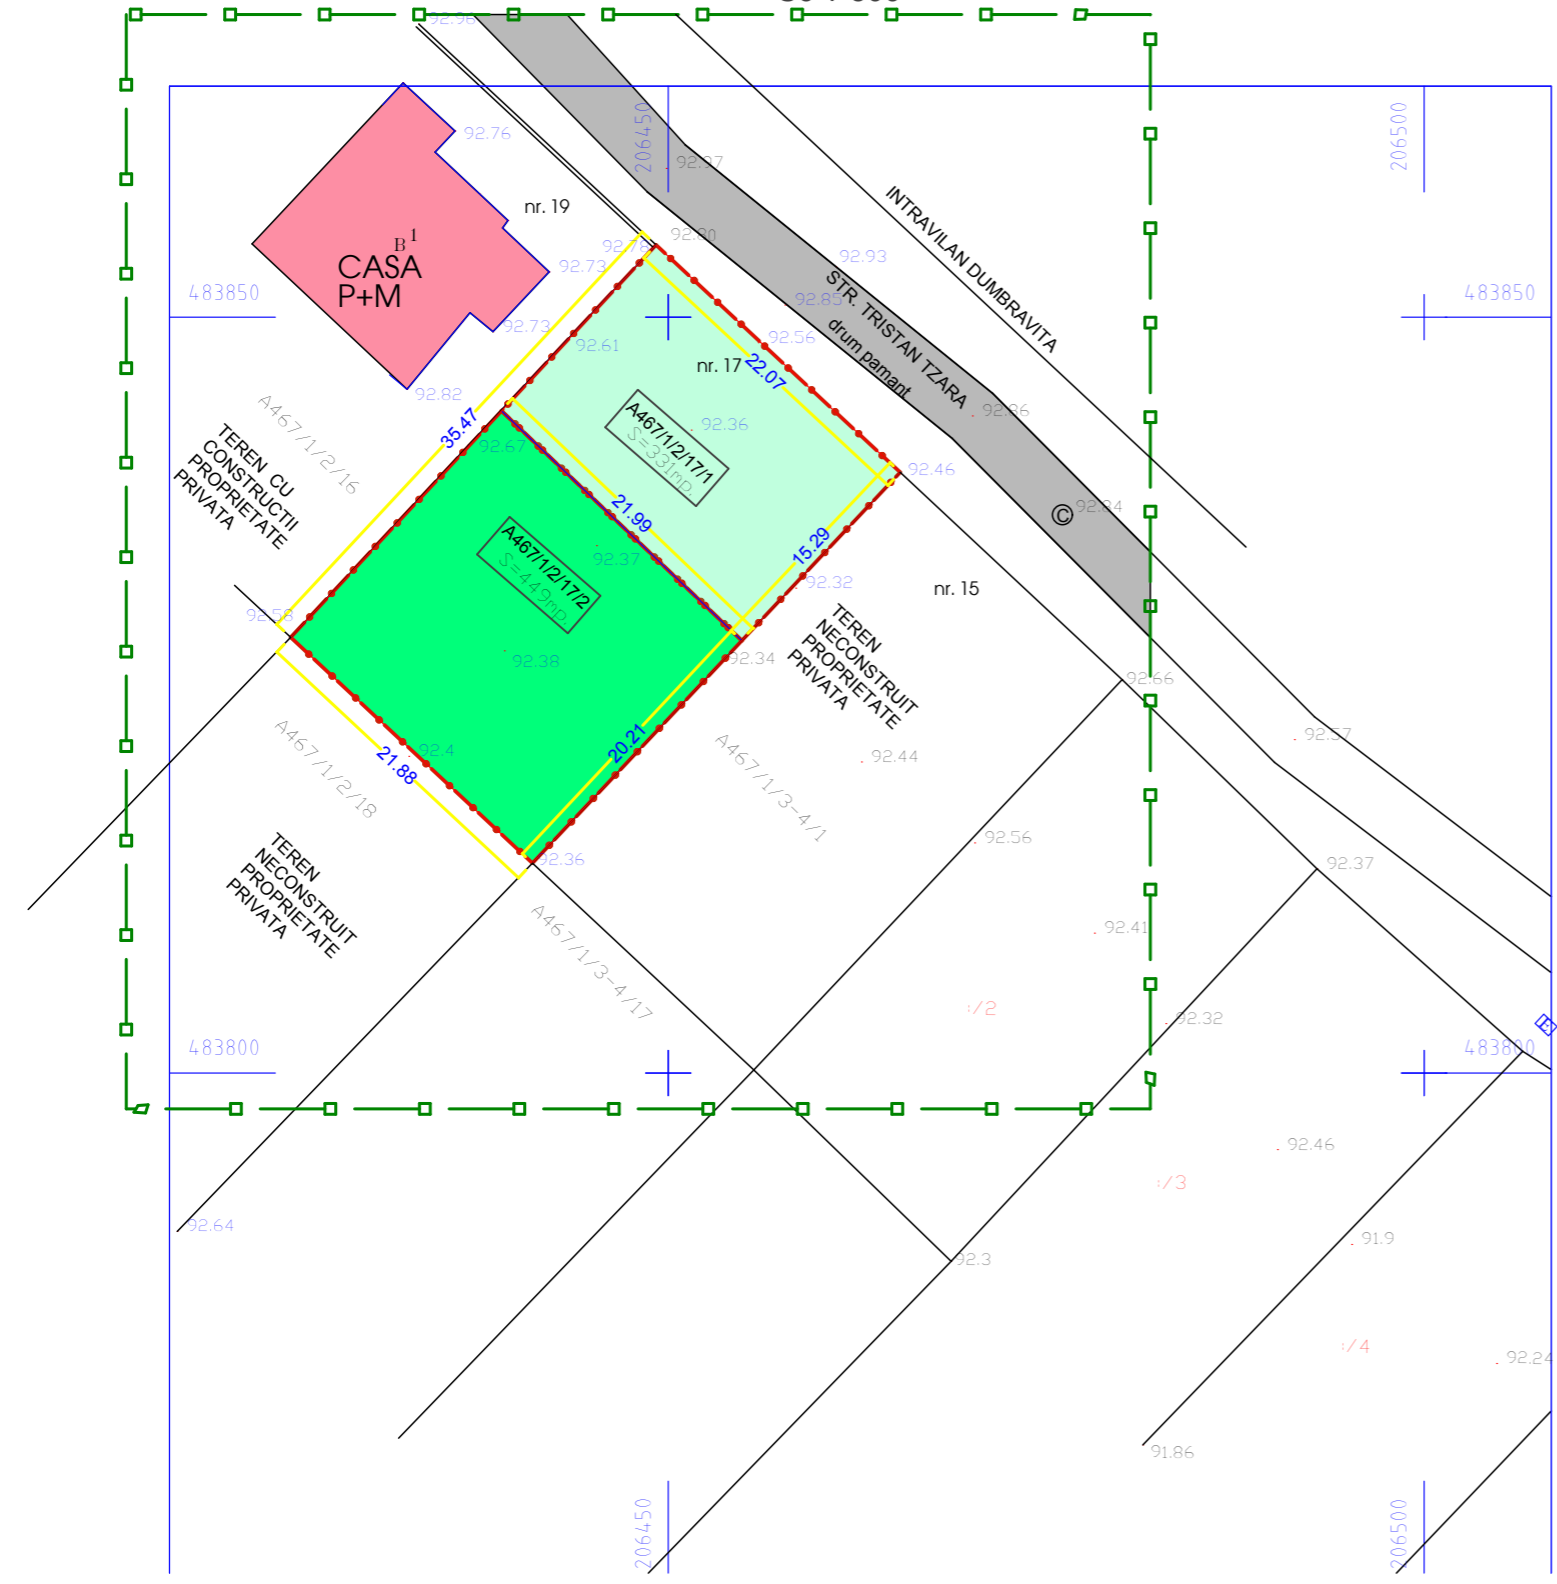 92.96
92.76
206450
206500
92.97
nr. 19
INTRAVILAN DUMBRAVITA
B 1
CASA
P+M
92.78
92.80
92.73
92.93
483850
483850
92.85
STR. TRISTAN TZARA
drum pamant
92.73
92.61
92.56
nr. 17
22.07
92.82
A467/1/2/16
TEREN CU
CONSTRUCTII
PROPRIETATE
PRIVATA
35.47
A467/1/2/17/1
S=331mp.
92.36
92.86
92.67
92.46
21.99
92.84
©
A467/1/2/17/2
S=449mp.
92.37
15.29
92.32
nr. 15
92.58
TEREN
NECONSTRUIT
PROPRIETATE
PRIVATA
92.38
92.34
92.66
A467/1/2/18
92.4
21.88
20.21
A467/1/3-4/1
92.44
92.57
TEREN
NECONSTRUIT
PROPRIETATE
PRIVATA
92.36
92.56
92.37
A467/1/3-4/17
92.41
:/2
92.32
E
483800
483800
92.46
:/3
92.64
91.9
92.3
:/4
92.24
91.86
206450
206500